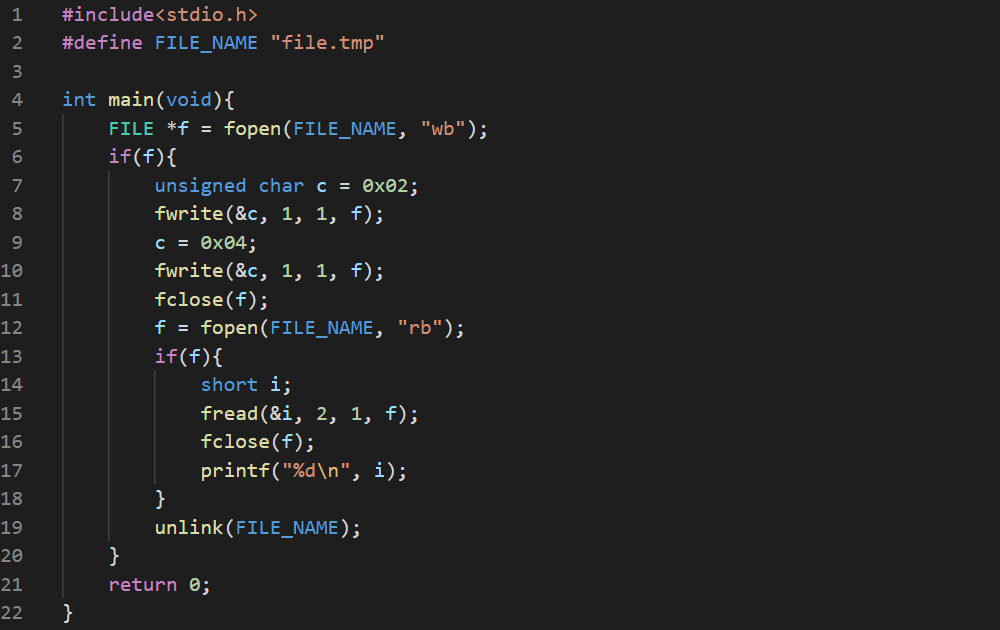 1 #include<stdio.h>
2 #define FILE_NAME "file.tmp"
3
4 int main(void){
5     FILE *f = fopen(FILE_NAME, "wb");
6     if(f){
7         unsigned char c = 0x02;
8         fwrite(&c, 1, 1, f);
9         c = 0x04;
10         fwrite(&c, 1, 1, f);
11         fclose(f);
12         f = fopen(FILE_NAME, "rb");
13         if(f){
14             short i;
15             fread(&i, 2, 1, f);
16             fclose(f);
17             printf("%d\n", i);
18         }
19         unlink(FILE_NAME);
20     }
21     return 0;
22 }